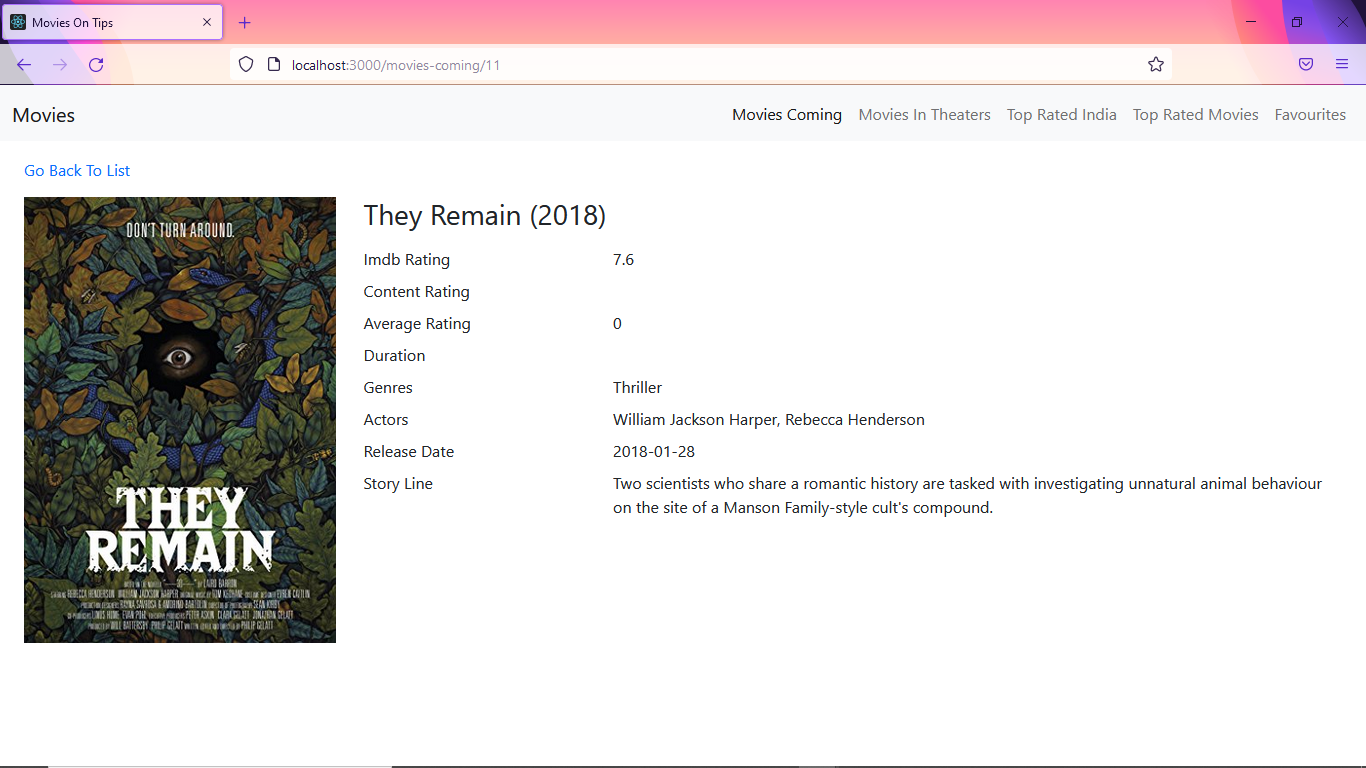 Movies On Tips
localhost:3000/movies-coming/11
Movies
Movies Coming Movies In Theaters Top Rated India Top Rated Movies Favourites
Go Back To List
DON'T TURN AROUND.
THEY
REMAIN
They Remain (2018)
Imdb Rating 7.6
Content Rating
Average Rating 0
Duration
Genres Thriller
Actors William Jackson Harper, Rebecca Henderson
Release Date 2018-01-28
Story Line Two scientists who share a romantic history are tasked with investigating unnatural animal behaviour
on the site of a Manson Family-style cult's compound.